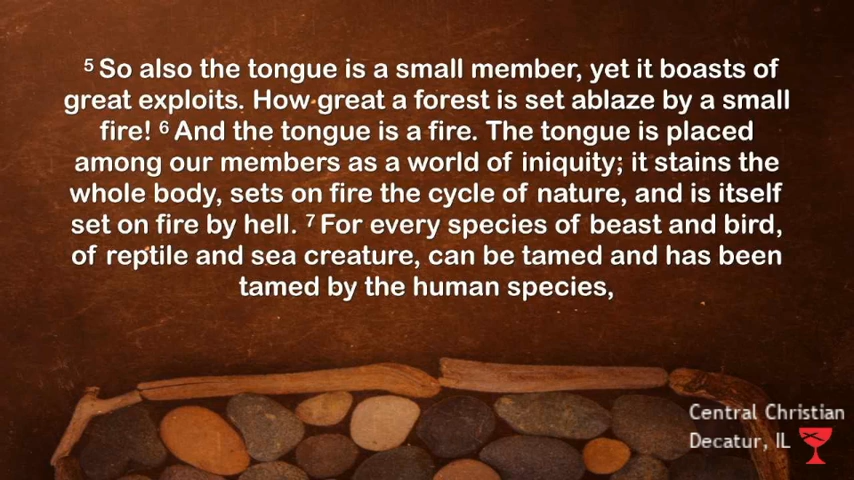 ⁵ So also the tongue is a small member, yet it boasts of
great exploits. How great a forest is set ablaze by a small
fire! ⁶ And the tongue is a fire. The tongue is placed
among our members as a world of iniquity; it stains the
whole body, sets on fire the cycle of nature, and is itself
set on fire by hell. ⁷ For every species of beast and bird,
of reptile and sea creature, can be tamed and has been
tamed by the human species,
Central Christian
Decatur, IL